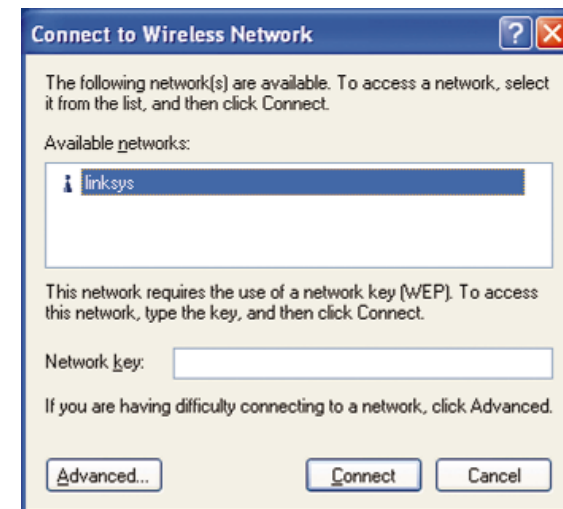 Connect to Wireless Network
The following network(s) are available. To access a network, select
it from the list, and then click Connect.
Available networks:
linksys
This network requires the use of a network key (WEP). To access
this network, type the key, and then click Connect.
Network key:
If you are having difficulty connecting to a network, click Advanced.
Advanced... Connect Cancel